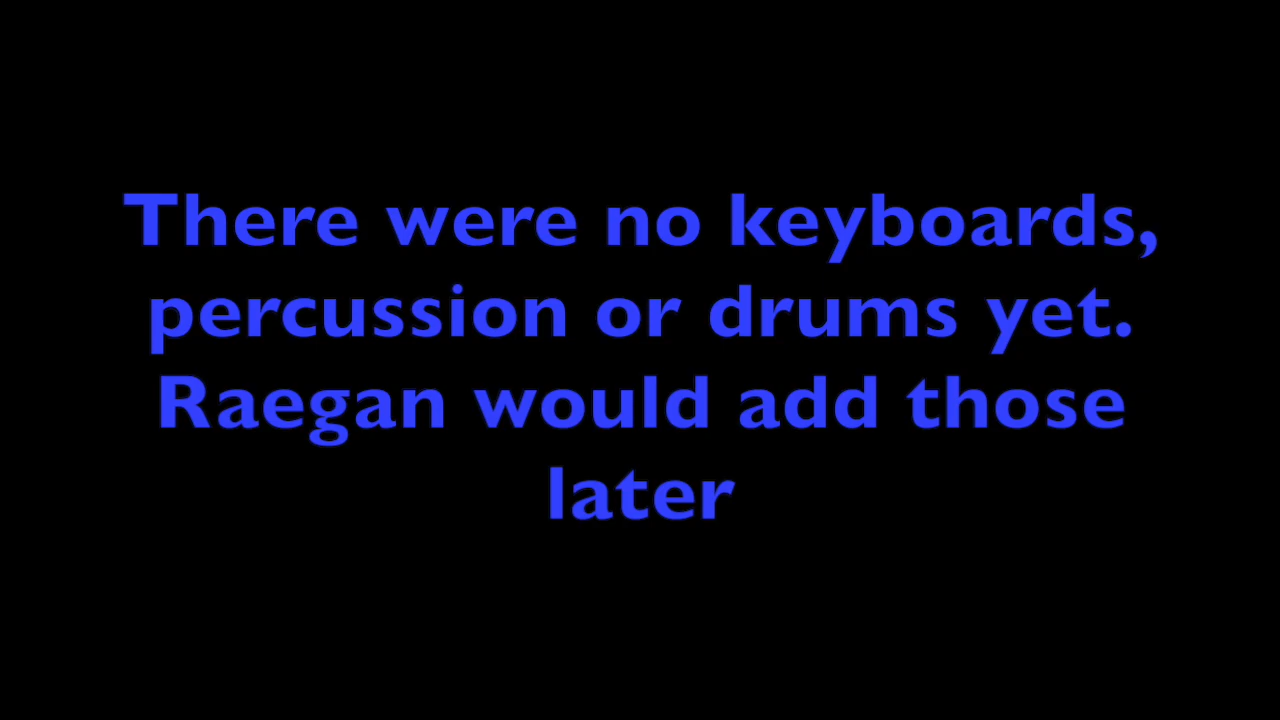 There were no keyboards,
percussion or drums yet.
Raegan would add those
later